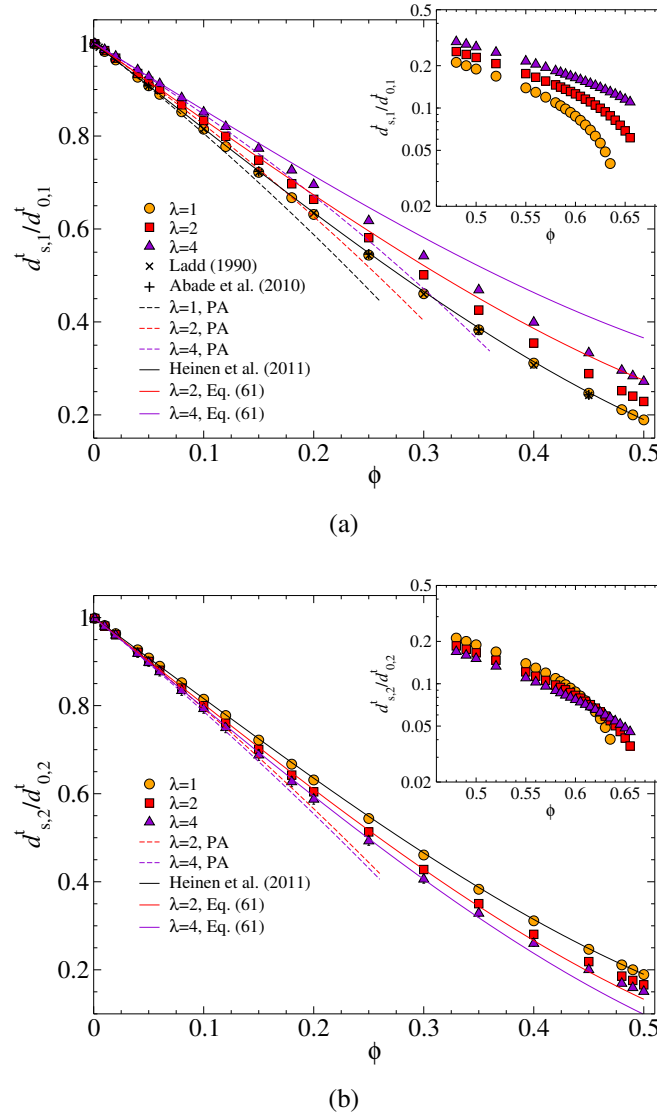 1
0.8
0.6
0.4
0.2
d^t_{s,1}/d^t_{0,1}
0
0.1
0.2
0.3
0.4
0.5
ϕ
λ=1
λ=2
λ=4
Ladd (1990)
Abade et al. (2010)
λ=1, PA
λ=2, PA
λ=4, PA
Heinen et al. (2011)
λ=2, Eq. (61)
λ=4, Eq. (61)
0.5
0.2
0.1
0.05
0.02
d^t_{s,1}/d^t_{0,1}
0.5
0.55
0.6
0.65
ϕ
(a)
1
0.8
0.6
0.4
0.2
d^t_{s,2}/d^t_{0,2}
0
0.1
0.2
0.3
0.4
0.5
ϕ
λ=1
λ=2
λ=4
λ=2, PA
λ=4, PA
Heinen et al. (2011)
λ=2, Eq. (61)
λ=4, Eq. (61)
0.5
0.2
0.1
0.05
0.02
d^t_{s,2}/d^t_{0,2}
0.5
0.55
0.6
0.65
ϕ
(b)